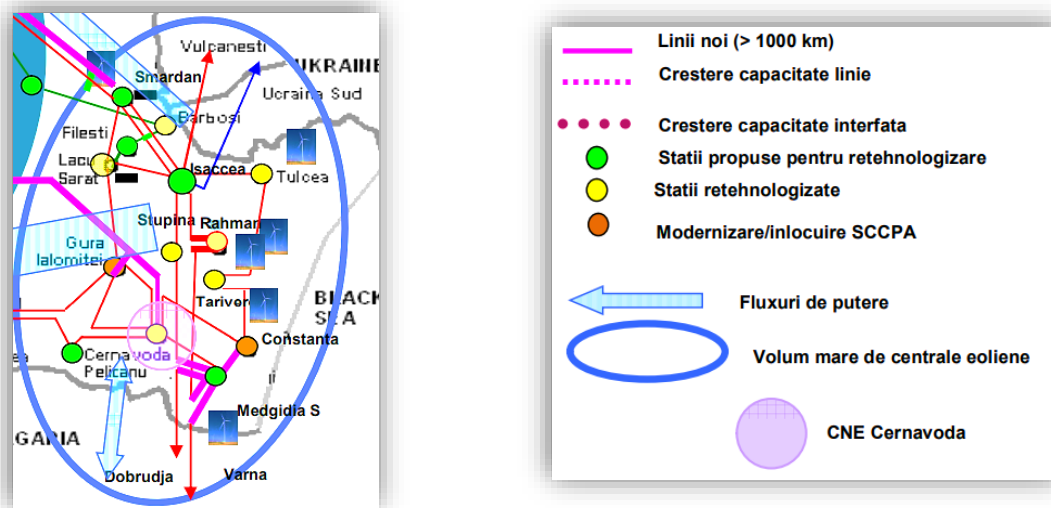 Vulcanesti
UKRAINE
Smardan
Ucraina Sud
Barbosi
Filesti
Lacu
Sarat
Isaccea
Tulcea
Stupina
Rahman
Gura
Ialomitei
BLACK
SEA
Constanta
Cernavoda
Pelicanu
Medgidia S
GARIA
Dobrudja
Varna
Linii noi (> 1000 km)
Crestere capacitate linie
Crestere capacitate interfata
Statii propuse pentru retehnologizare
Statii retehnologizate
Modernizare/inlocuire SCCPA
Fluxuri de putere
Volum mare de centrale eoliene
CNE Cernavoda